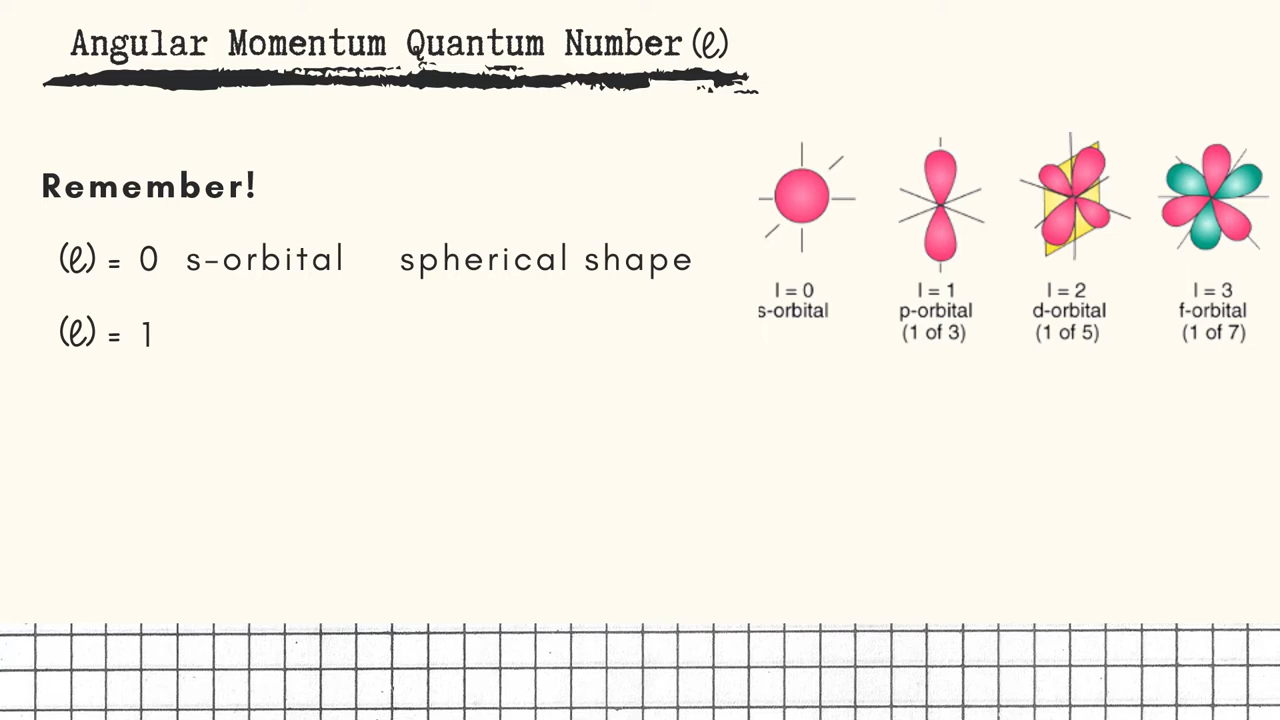 Angular Momentum Quantum Number (ℓ)
Remember!
(ℓ) = 0 s-orbital spherical shape
(ℓ) = 1
l = 0
s-orbital
l = 1
p-orbital
(1 of 3)
l = 2
d-orbital
(1 of 5)
l = 3
f-orbital
(1 of 7)